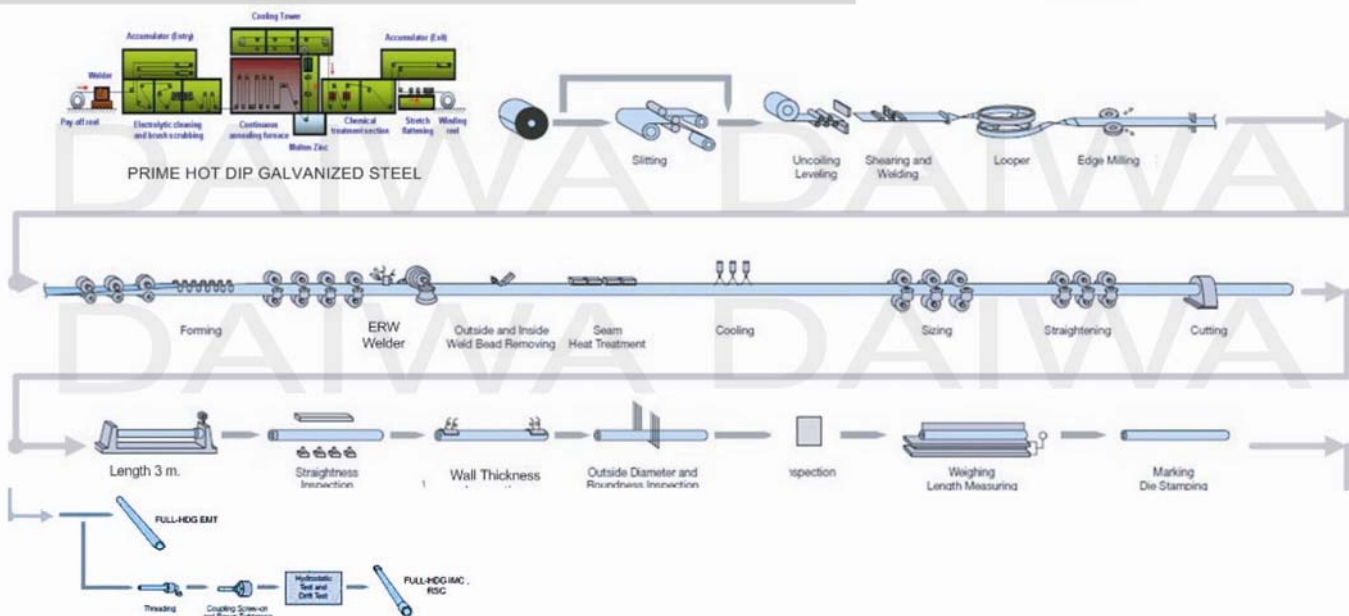 Cooling Tower
Accumulator (Entry)
Accumulator (Exit)
Welder
Pay-off reel
Electrolytic cleaning
and brush scrubbing
Continuous
annealing furnace
Molten Zinc
Chemical
treatment section
Stretch
flattening
Winding
reel
PRIME HOT DIP GALVANIZED STEEL
Slitting
Uncoiling
Leveling
Shearing and
Welding
Looper
Edge Milling
DAIWA DAIWA
Forming
ERW
Welder
Outside and Inside
Weld Bead Removing
Seam
Heat Treatment
Cooling
Sizing
Straightening
Cutting
DAIWA DAIWA
Length 3 m.
Straightness
Inspection
Wall Thickness
Outside Diameter and
Roundness Inspection
nspection
Weighing
Length Measuring
Marking
Die Stamping
FULL-HDG EMT
Threading
Coupling Screw-on
Hydrostatic
Test and
Drift Test
FULL-HDG IMC ,
RSC